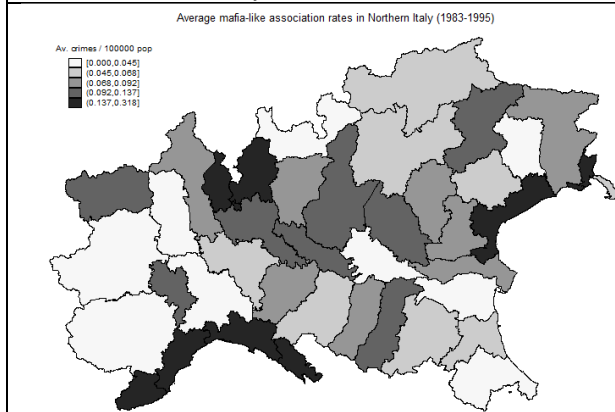 Average mafia-like association rates in Northern Italy (1983-1995)
Av. crimes / 100000 pop
[0.000,0.045]
(0.045,0.068]
(0.068,0.092]
(0.092,0.137]
(0.137,0.318]